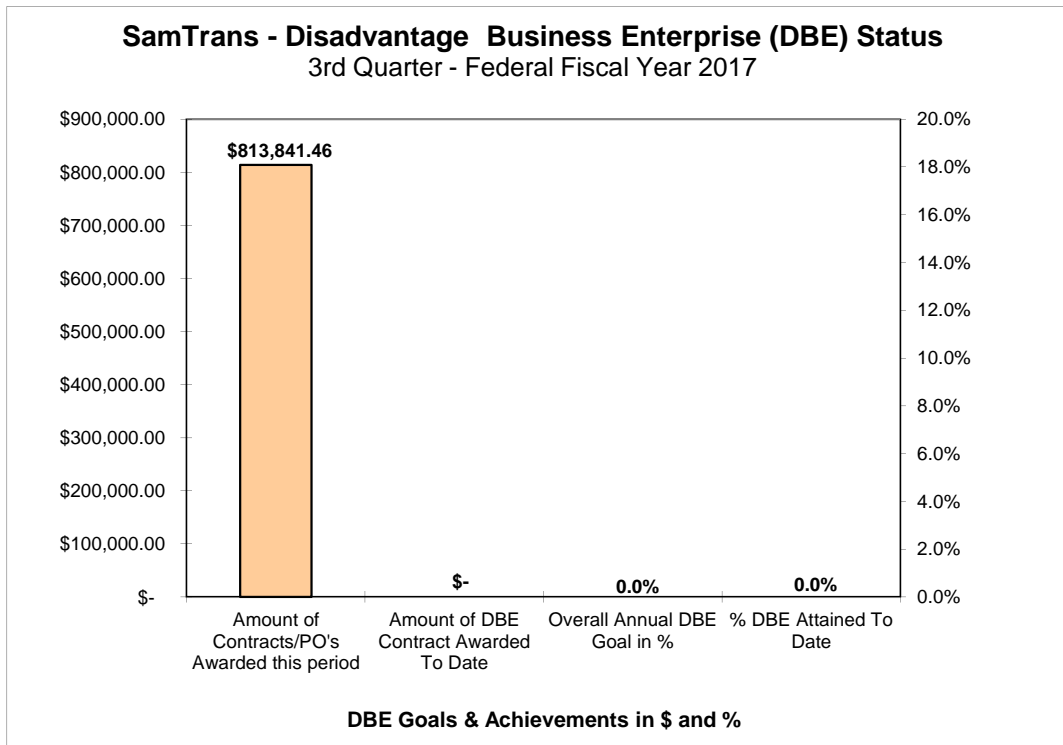 SamTrans - Disadvantage  Business Enterprise (DBE) Status
3rd Quarter - Federal Fiscal Year 2017
$900,000.00
$800,000.00
$700,000.00
$600,000.00
$500,000.00
$400,000.00
$300,000.00
$200,000.00
$100,000.00
$-
$813,841.46
$-
0.0%
0.0%
20.0%
18.0%
16.0%
14.0%
12.0%
10.0%
8.0%
6.0%
4.0%
2.0%
0.0%
Amount of
Contracts/PO's
Awarded this period
Amount of DBE
Contract Awarded
To Date
Overall Annual DBE
Goal in %
% DBE Attained To
Date
DBE Goals & Achievements in $ and %